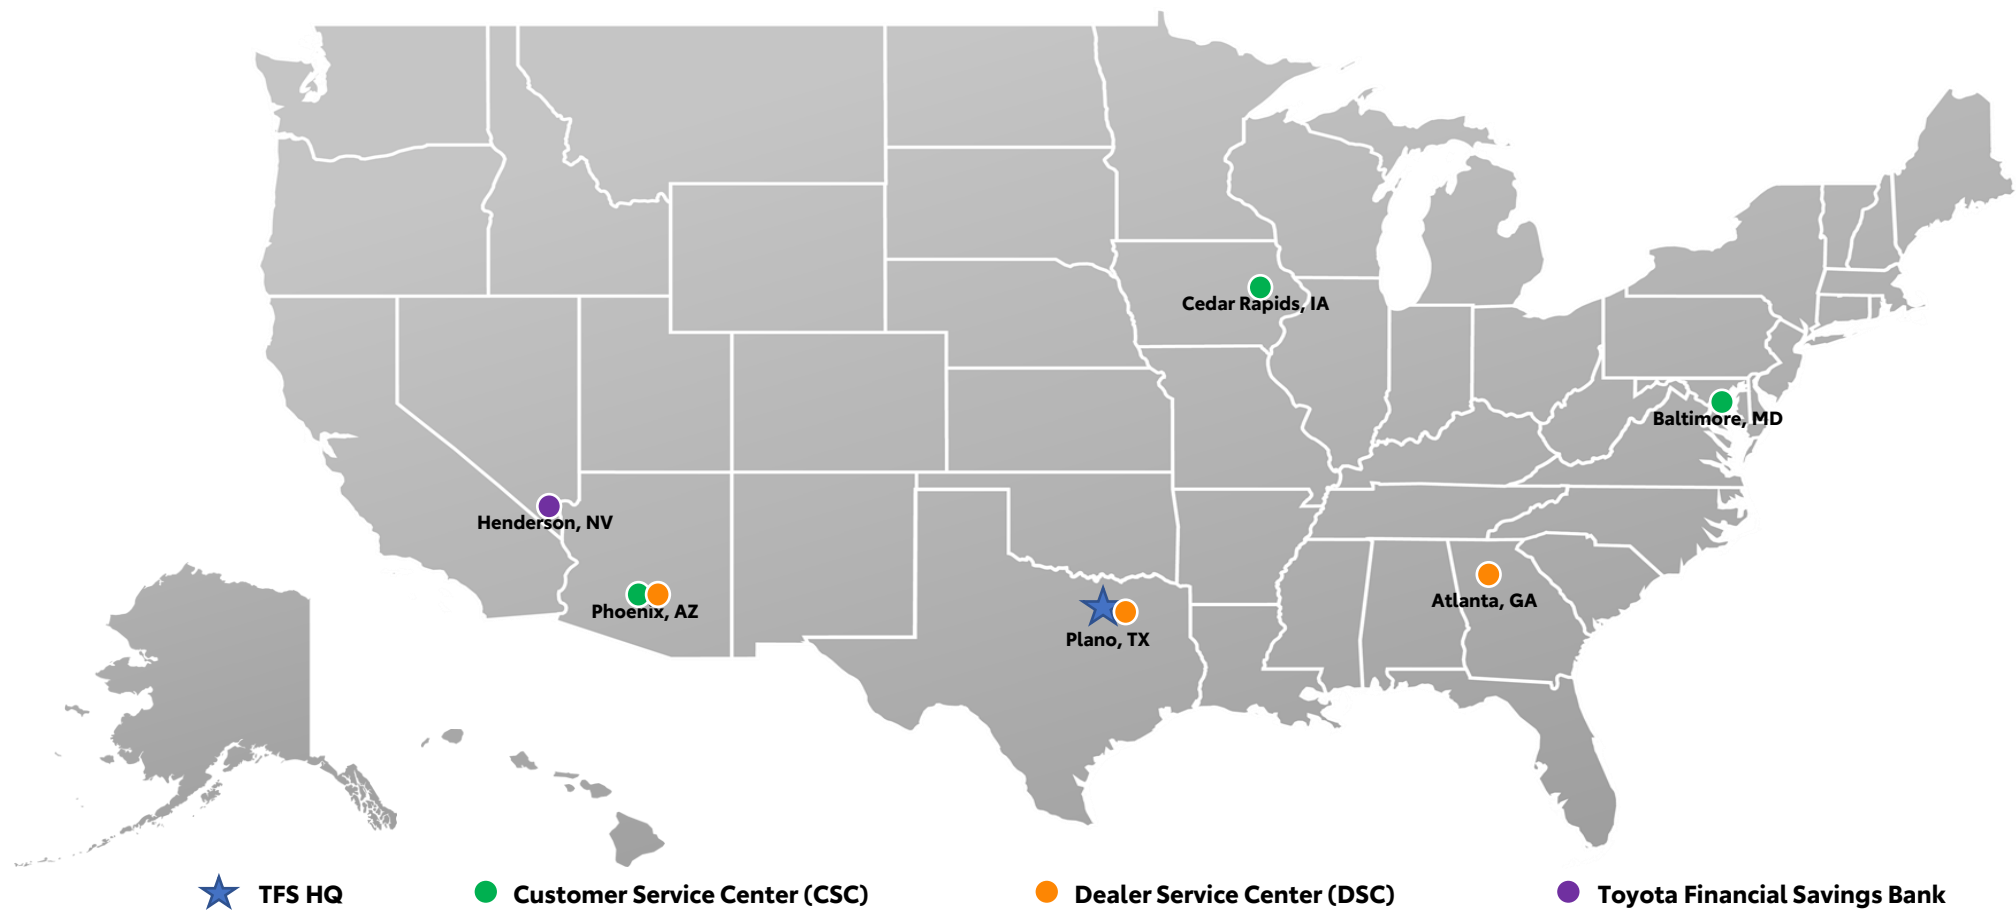 Cedar Rapids, IA
Baltimore, MD
Henderson, NV
Phoenix, AZ
Atlanta, GA
Plano, TX
TFS HQ
Customer Service Center (CSC)
Dealer Service Center (DSC)
Toyota Financial Savings Bank